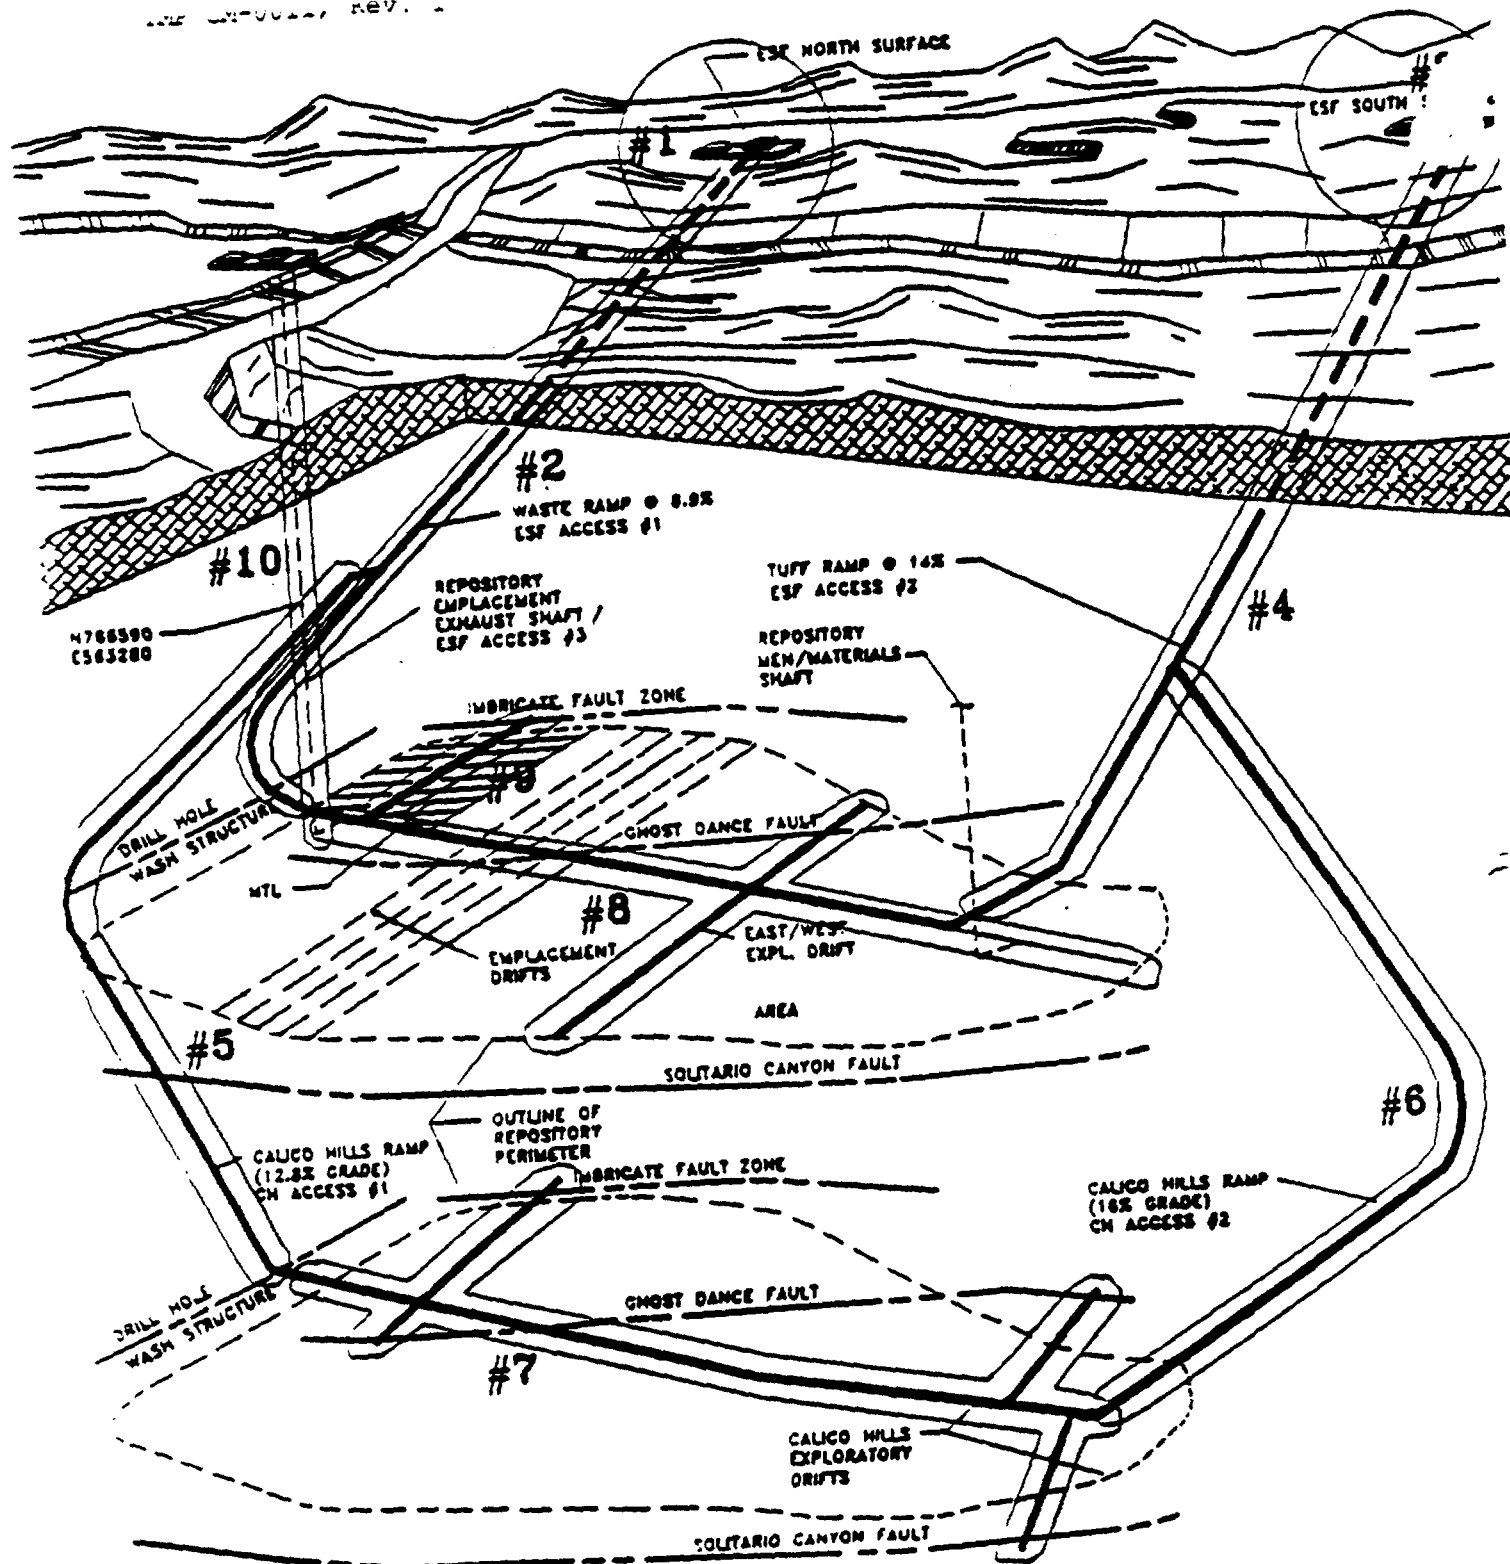 Rev.
ESF NORTH SURFACE
ESF SOUTH
#1
#2
WASTE RAMP @ 6.9%
ESF ACCESS #1
#10
REPOSITORY
EMPLACEMENT
EXHAUST SHAFT /
ESF ACCESS #3
TUFF RAMP @ 16%
ESF ACCESS #2
#4
N766590
E563280
REPOSITORY
MEN/MATERIALS
SHAFT
IMBRICATE FAULT ZONE
#9
DRILL HOLE
WASH STRUCTURE
GHOST DANCE FAULT
MTL
#8
EMPLACEMENT
DRIFTS
EAST/WEST
EXPL. DRIFT
AREA
#5
SOLITARIO CANYON FAULT
#6
OUTLINE OF
REPOSITORY
PERIMETER
CALICO HILLS RAMP
(12.8% GRADE)
CH ACCESS #1
IMBRICATE FAULT ZONE
CALICO HILLS RAMP
(16% GRADE)
CH ACCESS #2
DRILL HOLE
WASH STRUCTURE
GHOST DANCE FAULT
#7
CALICO HILLS
EXPLORATORY
DRIFTS
SOLITARIO CANYON FAULT